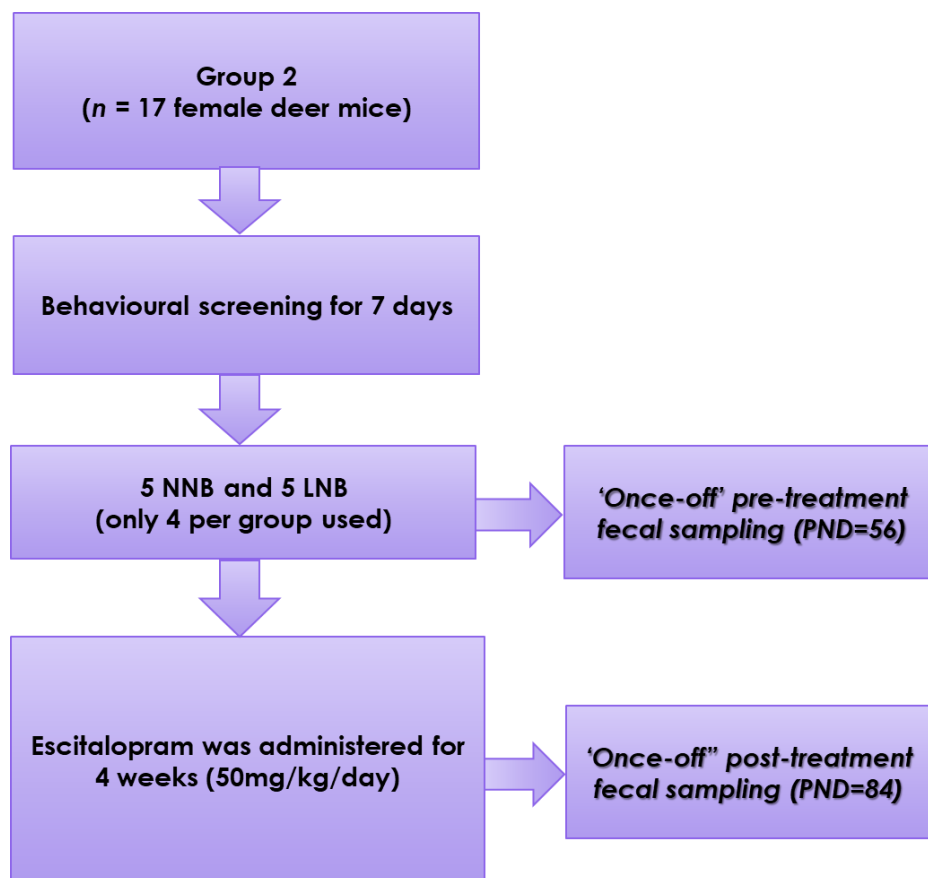 Group 2
(n = 17 female deer mice)
Behavioural screening for 7 days
5 NNB and 5 LNB
(only 4 per group used)
‘Once-off’ pre-treatment
fecal sampling (PND=56)
Escitalopram was administered for
4 weeks (50mg/kg/day)
‘Once-off” post-treatment
fecal sampling (PND=84)